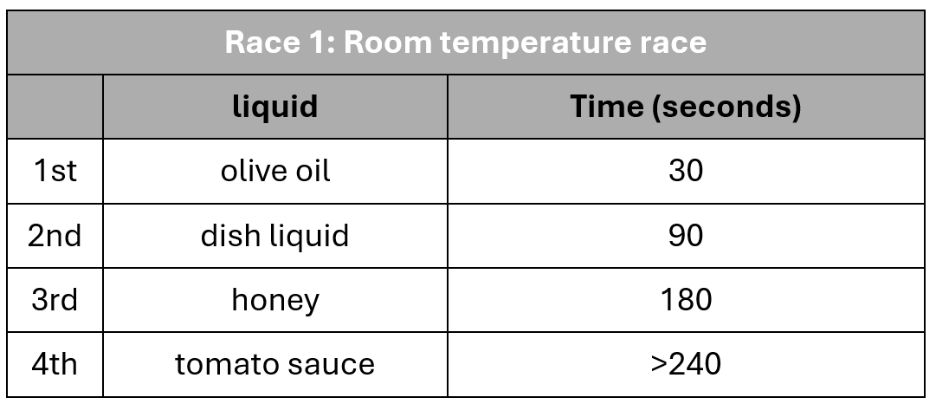 Race 1: Room temperature race
liquid Time (seconds)
1st olive oil 30
2nd dish liquid 90
3rd honey 180
4th tomato sauce >240